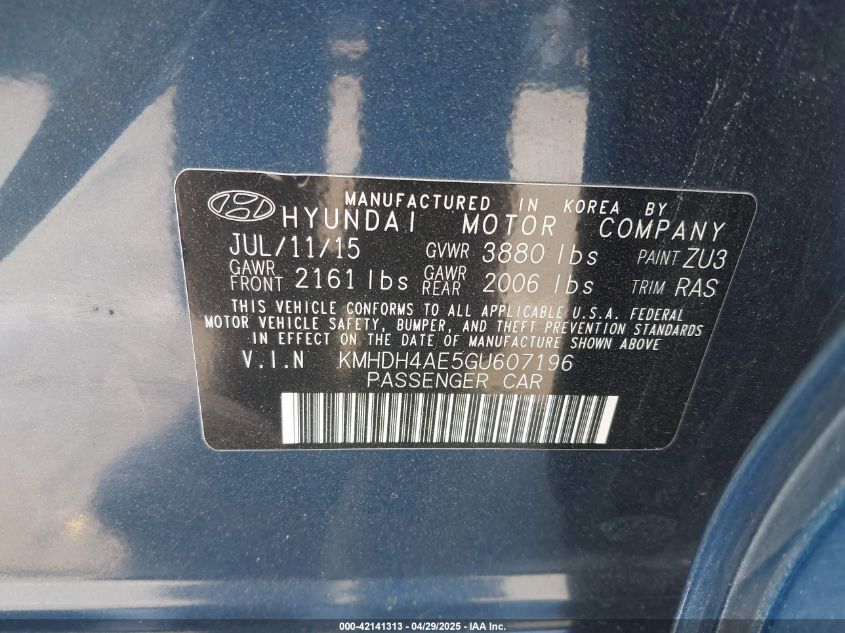 MANUFACTURED IN KOREA BY
HYUNDAI MOTOR COMPANY
JUL/11/15 GVWR 3880 lbs PAINT ZU3
GAWR FRONT 2161 lbs GAWR REAR 2006 lbs TRIM RAS
THIS VEHICLE CONFORMS TO ALL APPLICABLE U.S.A. FEDERAL
MOTOR VEHICLE SAFETY, BUMPER, AND THEFT PREVENTION STANDARDS
IN EFFECT ON THE DATE OF MANUFACTURE SHOWN ABOVE.
V.I.N KMHDH4AE5GU607196
PASSENGER CAR
000-42141313 - 04/29/2025 - IAA Inc.